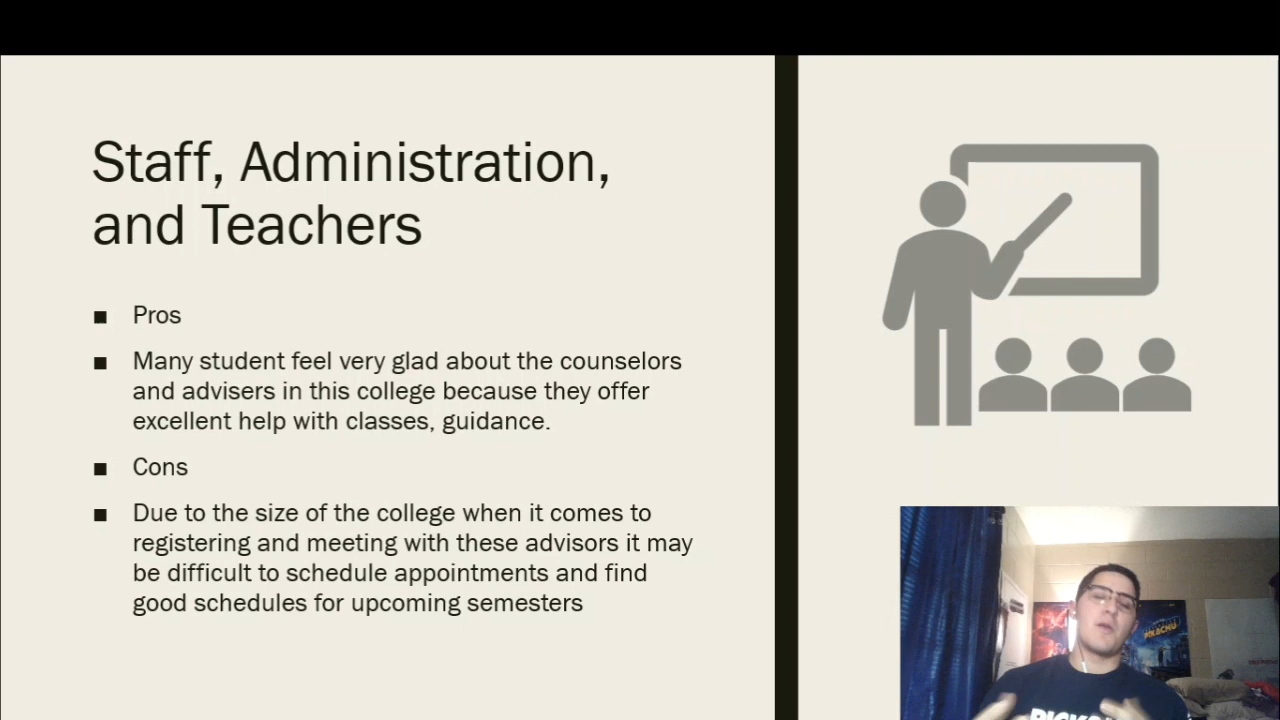 Staff, Administration,
and Teachers
■ Pros
■ Many student feel very glad about the counselors
and advisers in this college because they offer
excellent help with classes, guidance.
■ Cons
■ Due to the size of the college when it comes to
registering and meeting with these advisors it may
be difficult to schedule appointments and find
good schedules for upcoming semesters
PIKACHU